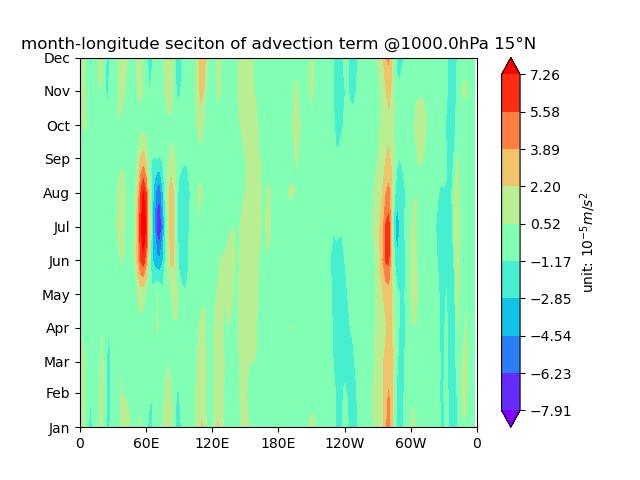 month-longitude seciton of advection term @1000.0hPa 15°N
Dec
Nov
Oct
Sep
Aug
Jul
Jun
May
Apr
Mar
Feb
Jan
0 60E 120E 180E 120W 60W 0
7.26
5.58
3.89
2.20
0.52
−1.17
−2.85
−4.54
−6.23
−7.91
unit: 10⁻⁵m/s²